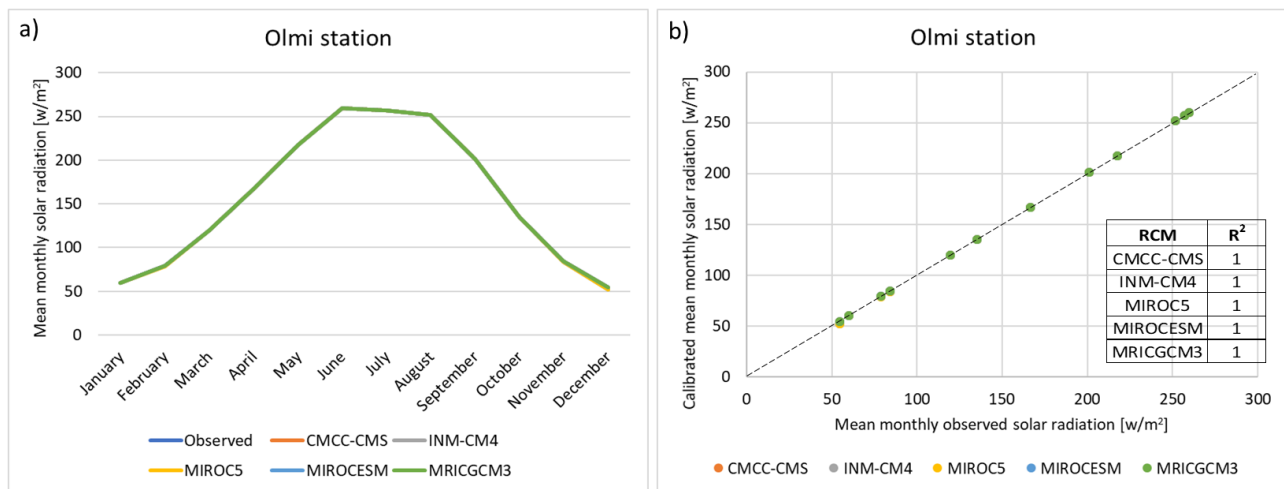 a)
Olmi station
Mean monthly solar radiation [w/m²]
300
250
200
150
100
50
0
January
February
March
April
May
June
July
August
September
October
November
December
Observed
CMCC-CMS
INM-CM4
MIROC5
MIROCESM
MRICGCM3
b)
Olmi station
Calibrated mean monthly solar radiation [w/m²]
300
250
200
150
100
50
0
RCM R²
CMCC-CMS 1
INM-CM4 1
MIROC5 1
MIROCESM 1
MRICGCM3 1
0 50 100 150 200 250 300
Mean monthly observed solar radiation [w/m²]
CMCC-CMS INM-CM4 MIROC5 MIROCESM MRICGCM3